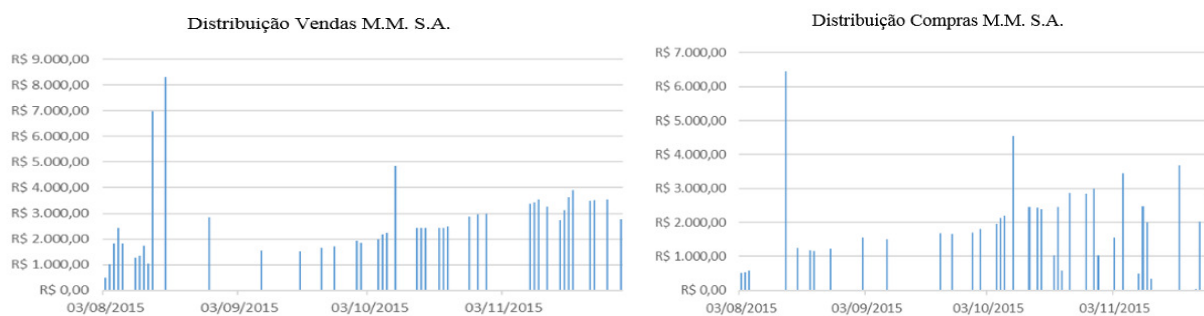 Distribuição Vendas M.M. S.A.
R$ 9.000,00
R$ 8.000,00
R$ 7.000,00
R$ 6.000,00
R$ 5.000,00
R$ 4.000,00
R$ 3.000,00
R$ 2.000,00
R$ 1.000,00
R$ 0,00
03/08/2015 03/09/2015 03/10/2015 03/11/2015
Distribuição Compras M.M. S.A.
R$ 7.000,00
R$ 6.000,00
R$ 5.000,00
R$ 4.000,00
R$ 3.000,00
R$ 2.000,00
R$ 1.000,00
R$ 0,00
03/08/2015 03/09/2015 03/10/2015 03/11/2015